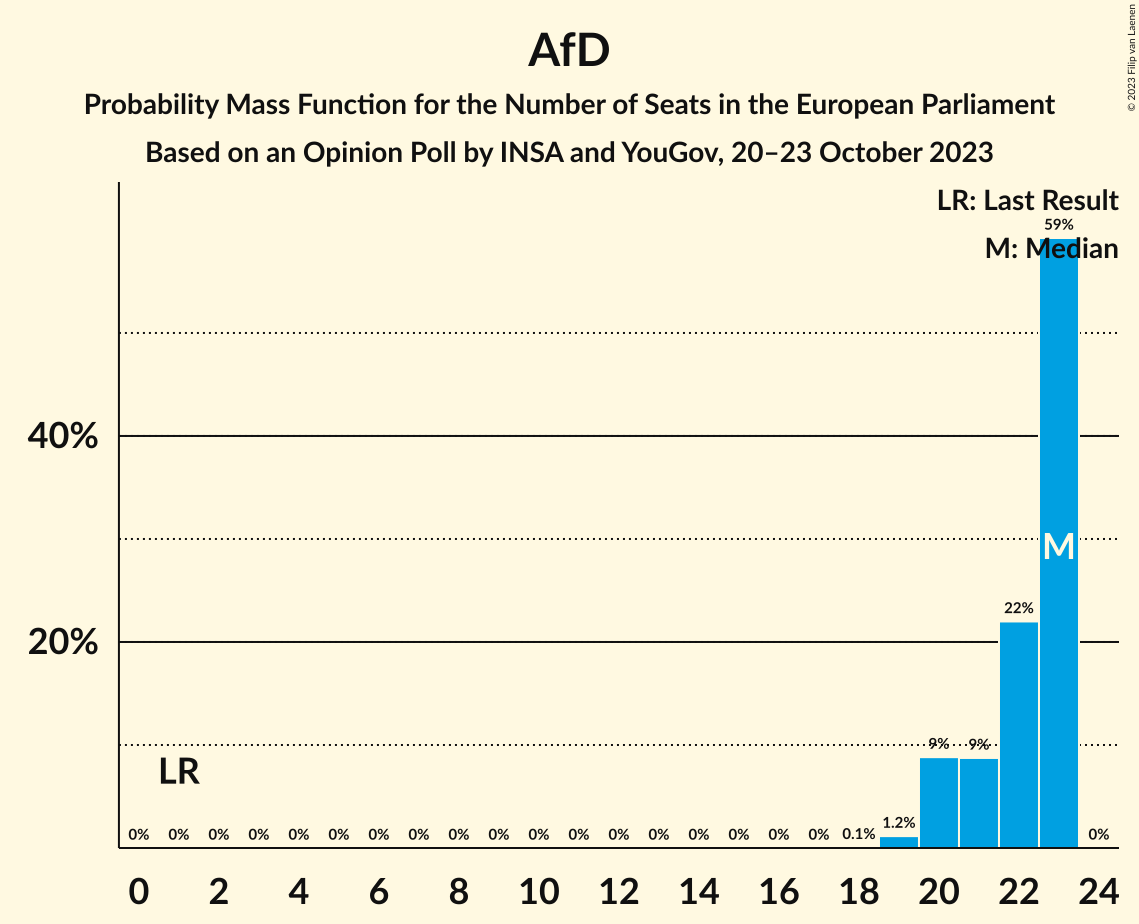 AfD
Probability Mass Function for the Number of Seats in the European Parliament
Based on an Opinion Poll by INSA and YouGov, 20–23 October 2023
© 2023 Filip van Laenen
LR: Last Result
59%
M: Median
40%
M
22%
20%
9% 9%
LR
1.2%
0% 0% 0% 0% 0% 0% 0% 0% 0% 0% 0% 0% 0% 0% 0% 0% 0% 0% 0.1% 0%
0 2 4 6 8 10 12 14 16 18 20 22 24